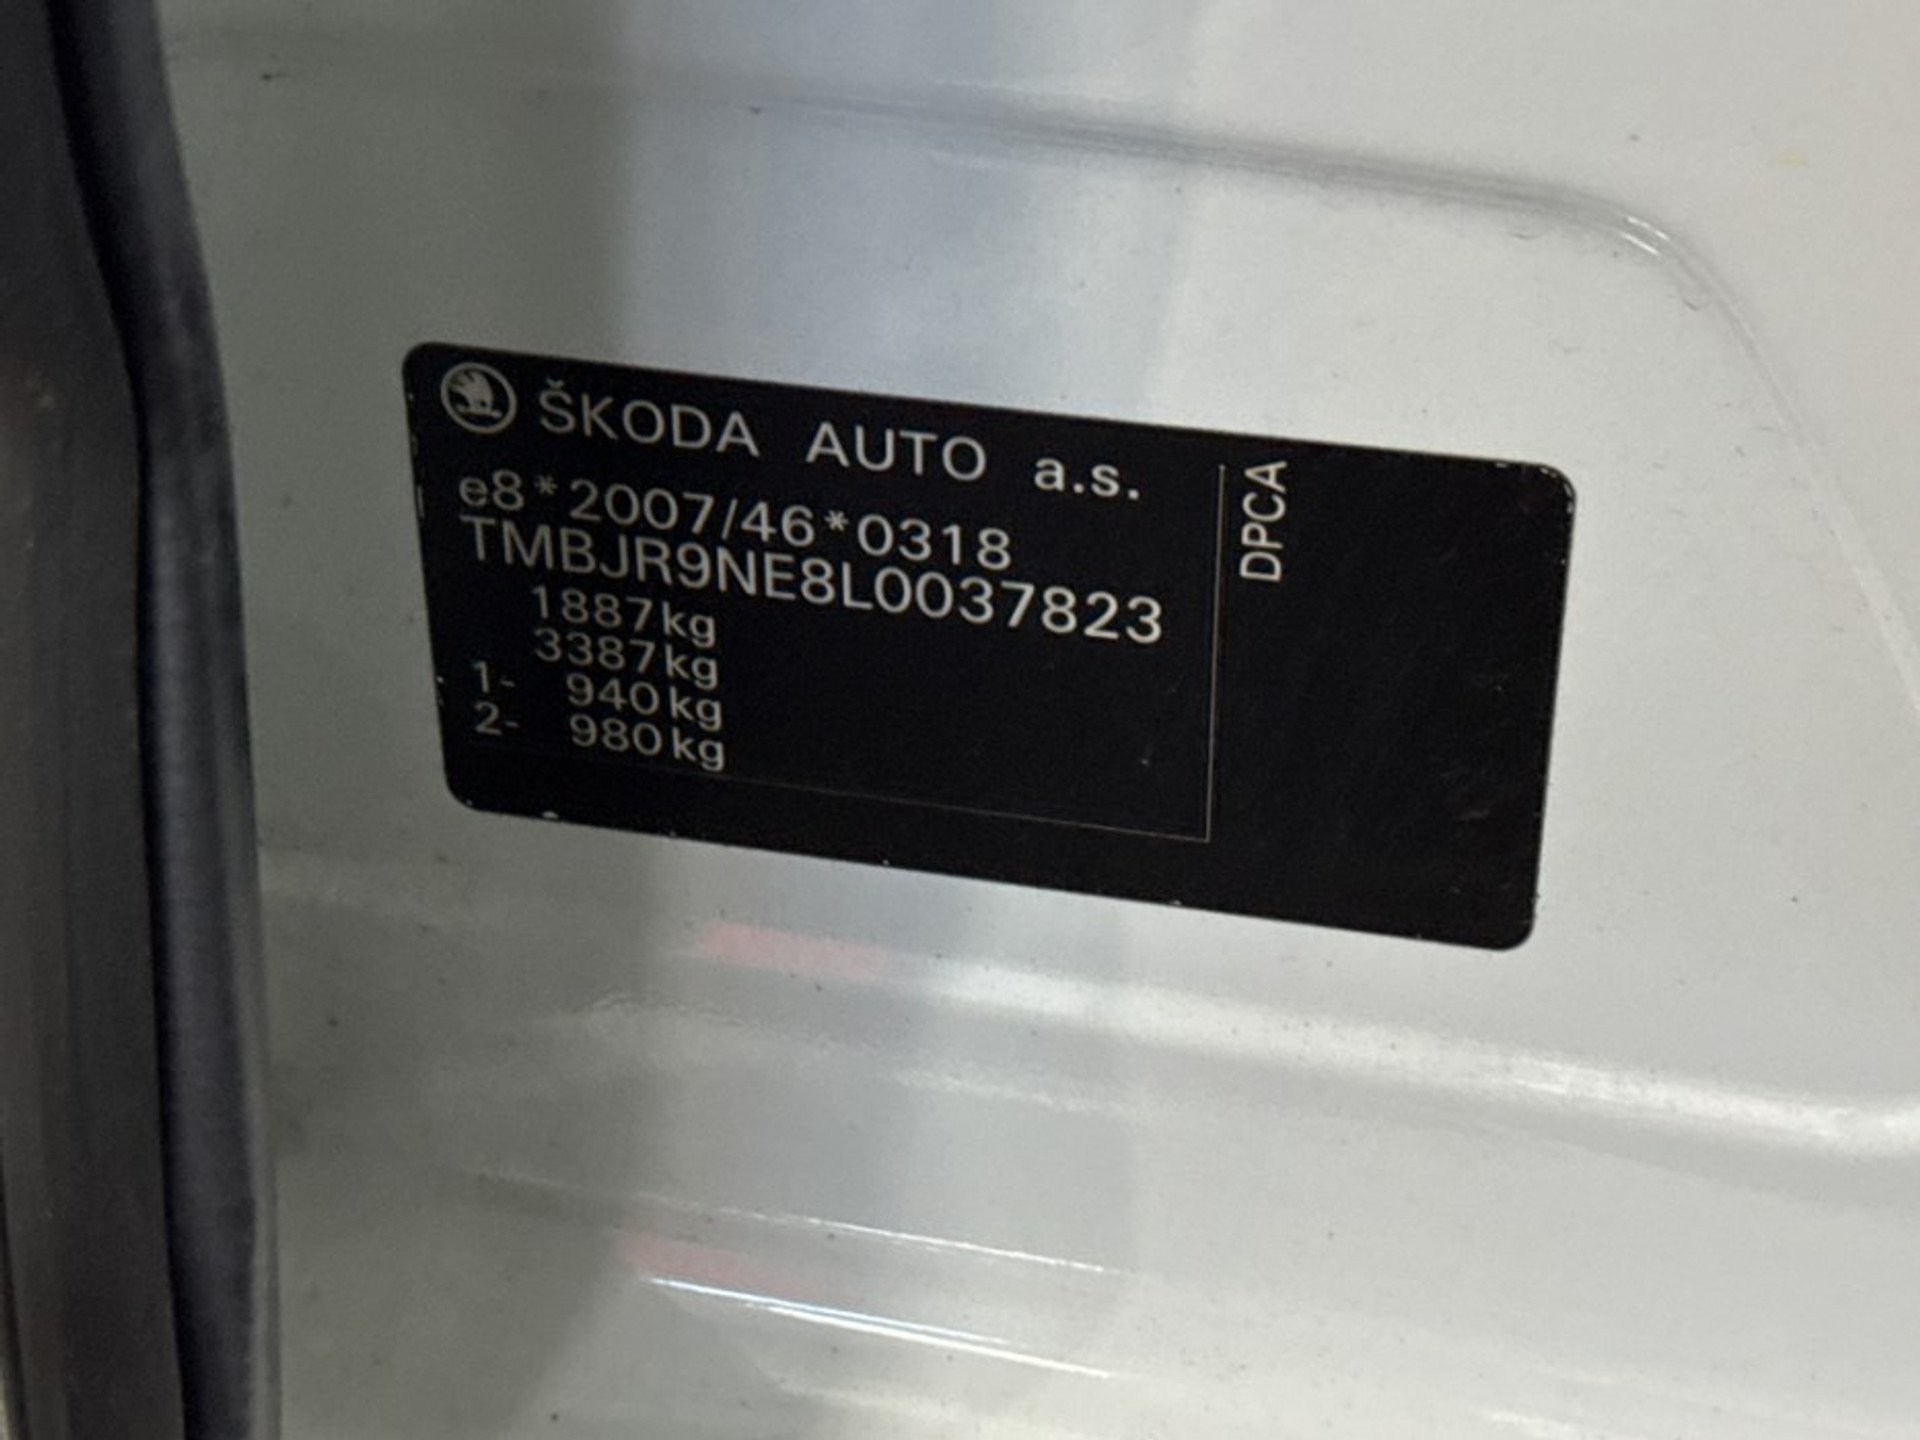 ŠKODA AUTO a.s.
e8*2007/46*0318
TMBJR9NE8L0037823
1887kg
3387kg
1- 940kg
2- 980kg
DPCA